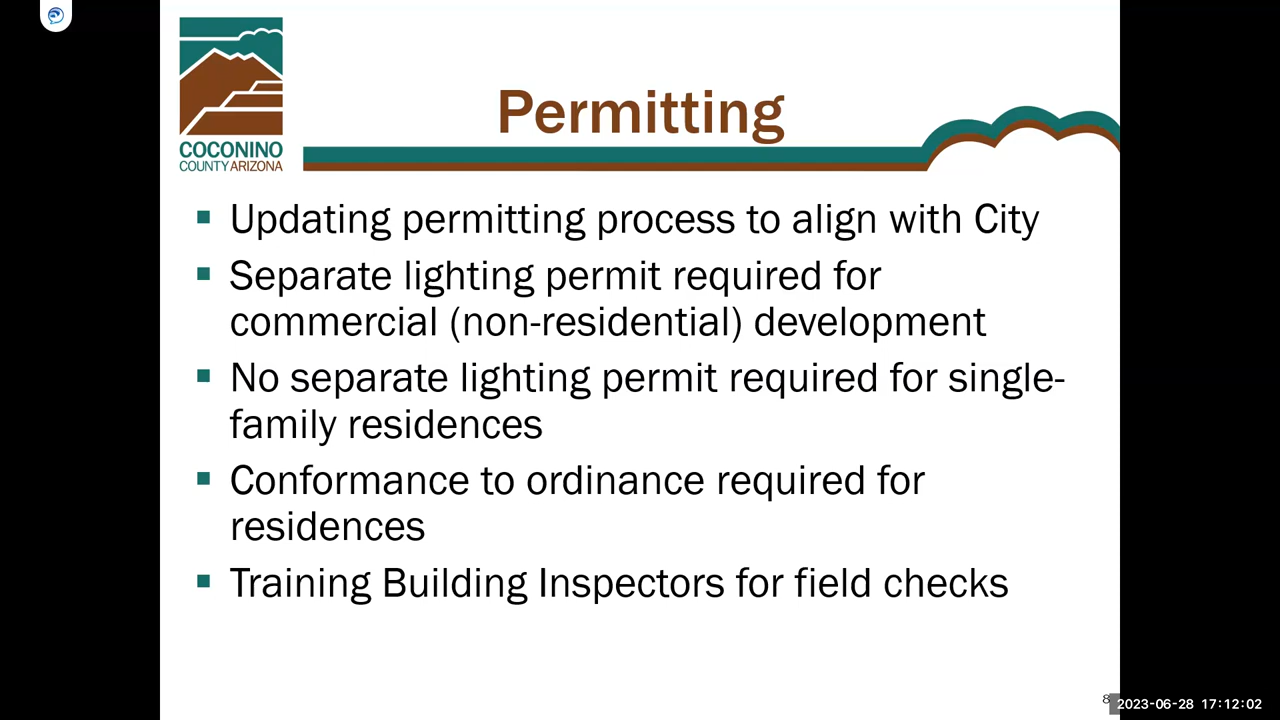 Permitting
COCONINO
COUNTY ARIZONA
▪ Updating permitting process to align with City
▪ Separate lighting permit required for
commercial (non-residential) development
▪ No separate lighting permit required for single-
family residences
▪ Conformance to ordinance required for
residences
▪ Training Building Inspectors for field checks
8
2023-06-28 17:12:02